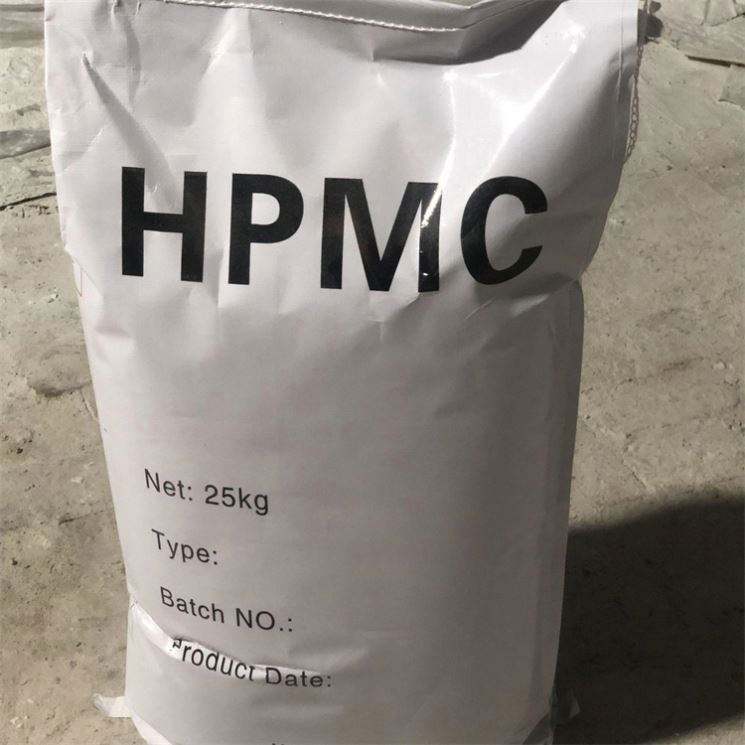 HPMC
Net: 25kg
Type:
Batch NO.:
Product Date: